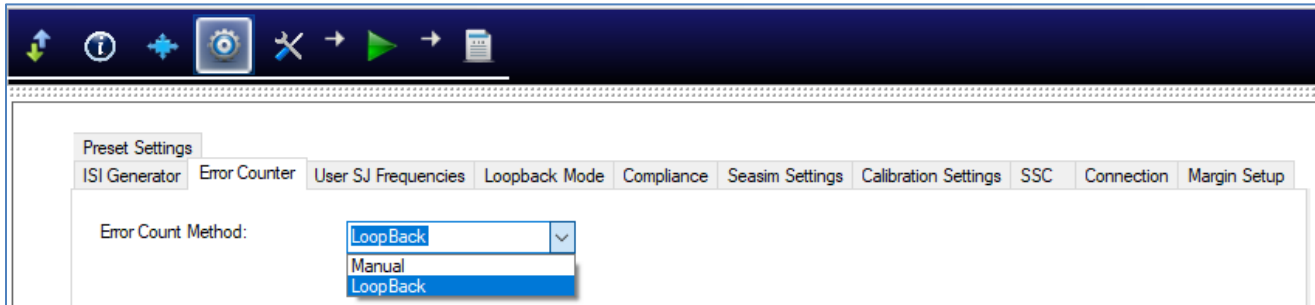 Preset Settings
ISI Generator Error Counter User SJ Frequencies Loopback Mode Compliance Seasim Settings Calibration Settings SSC Connection Margin Setup
Error Count Method: LoopBack
Manual
LoopBack